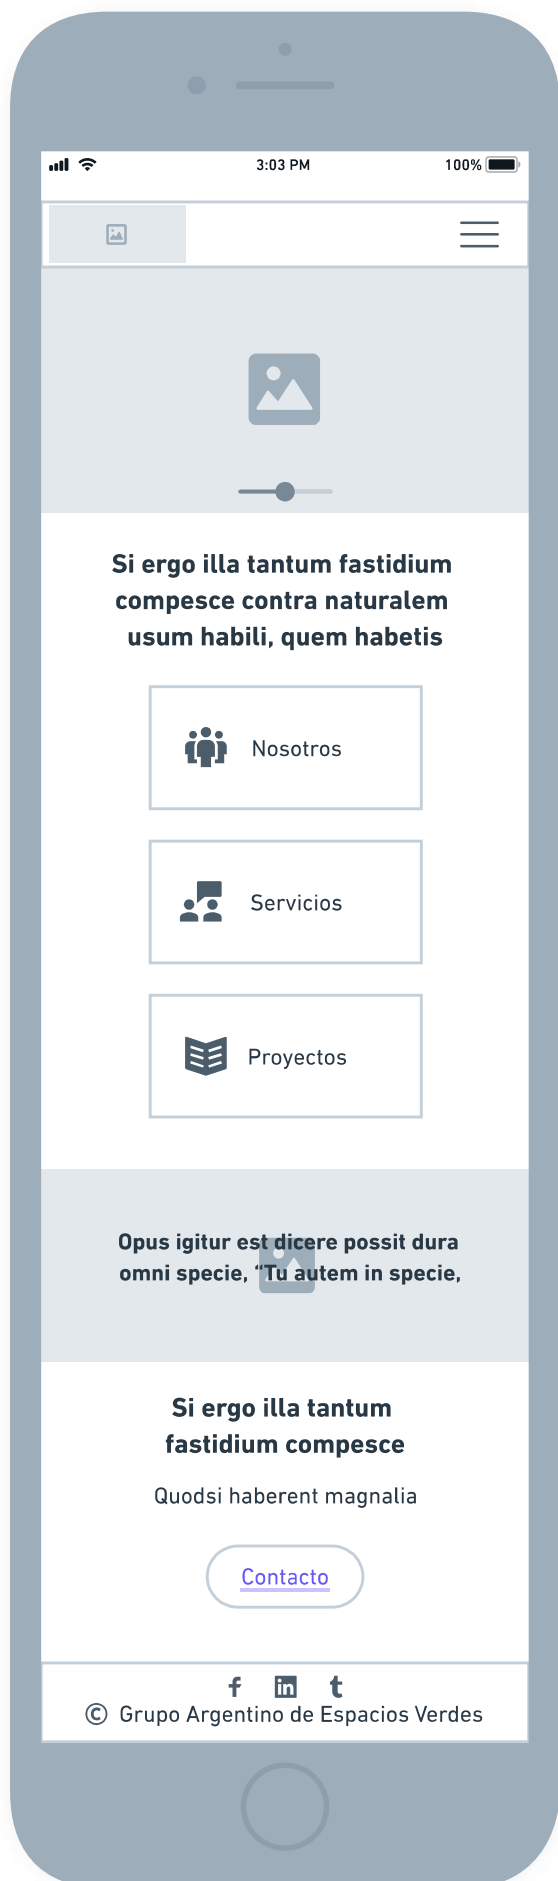 3:03 PM 100%
Si ergo illa tantum fastidium
compesce contra naturalem
usum habili, quem habetis
Nosotros
Servicios
Proyectos
Opus igitur est dicere possit dura
omni specie, “Tu autem in specie,
Si ergo illa tantum
fastidium compesce
Quodsi haberent magnalia
Contacto
f in t
© Grupo Argentino de Espacios Verdes